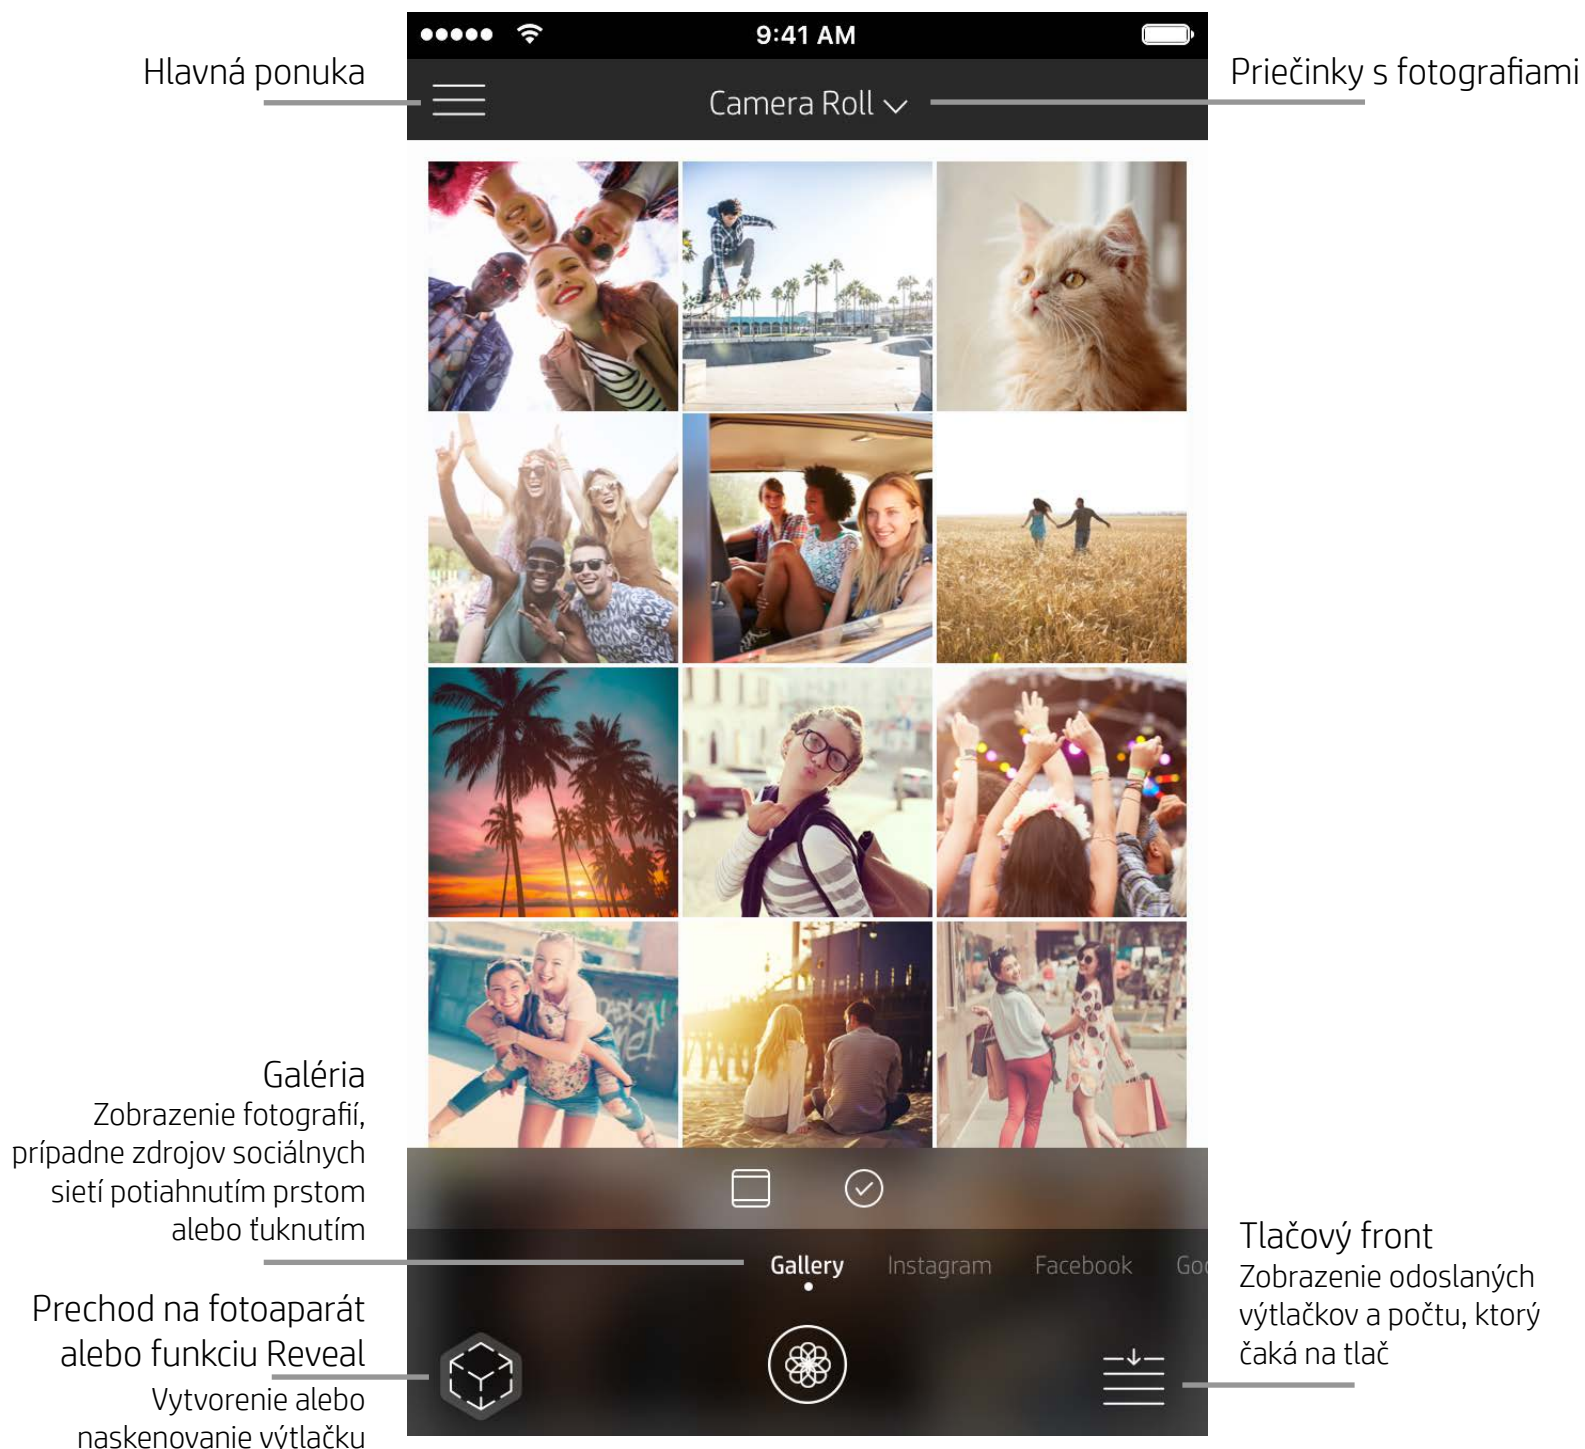 9:41 AM
Hlavná ponuka
Camera Roll
Priečinky s fotografiami
Galéria
Zobrazenie fotografií,
prípadne zdrojov sociálnych
sietí potiahnutím prstom
alebo ťuknutím
Gallery Instagram Facebook Goo
Prechod na fotoaparát
alebo funkciu Reveal
Vytvorenie alebo
naskenovanie výtlačku
Tlačový front
Zobrazenie odoslaných
výtlačkov a počtu, ktorý
čaká na tlač